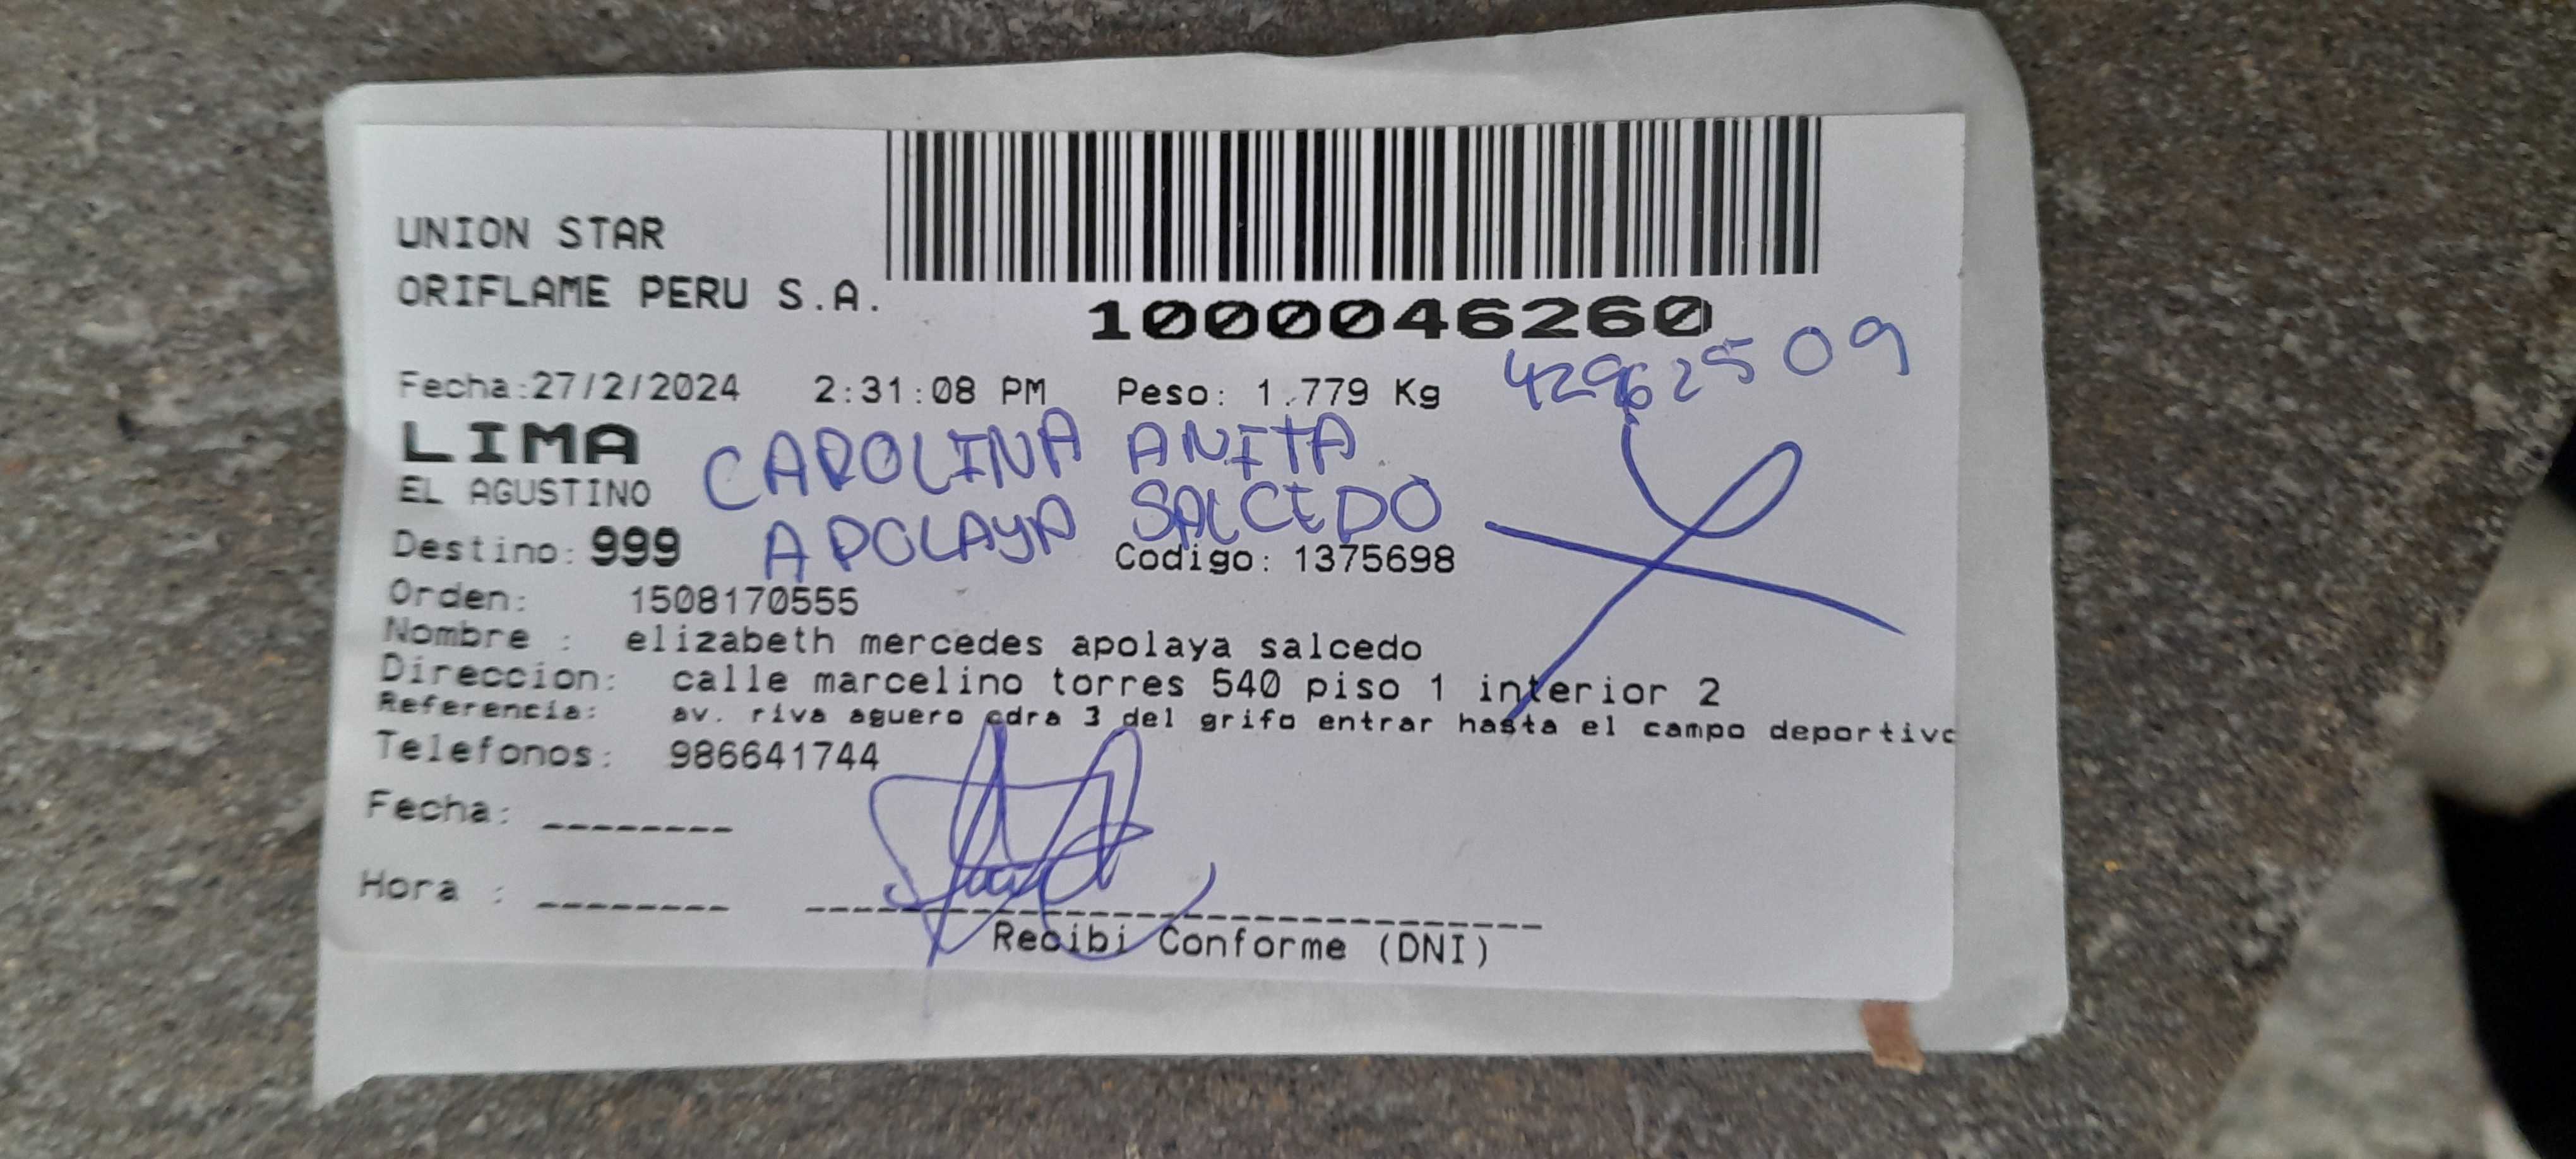 UNION STAR
ORIFLAME PERU S.A.
1000046260
42962509
Fecha:27/2/2024 2:31:08 PM Peso: 1.779 Kg
LIMA
CAROLINA ANITA
EL AGUSTINO
APOLAYA SALCEDO
Destino: 999 Codigo: 1375698
Orden: 1508170555
Nombre : elizabeth mercedes apolaya salcedo
Direccion: calle marcelino torres 540 piso 1 interior 2
Referencia: av. riva aguero cdra 3 del grifo entrar hasta el campo deportivo
Telefonos: 986641744
Fecha: --------
Hora : --------
Recibi Conforme (DNI)